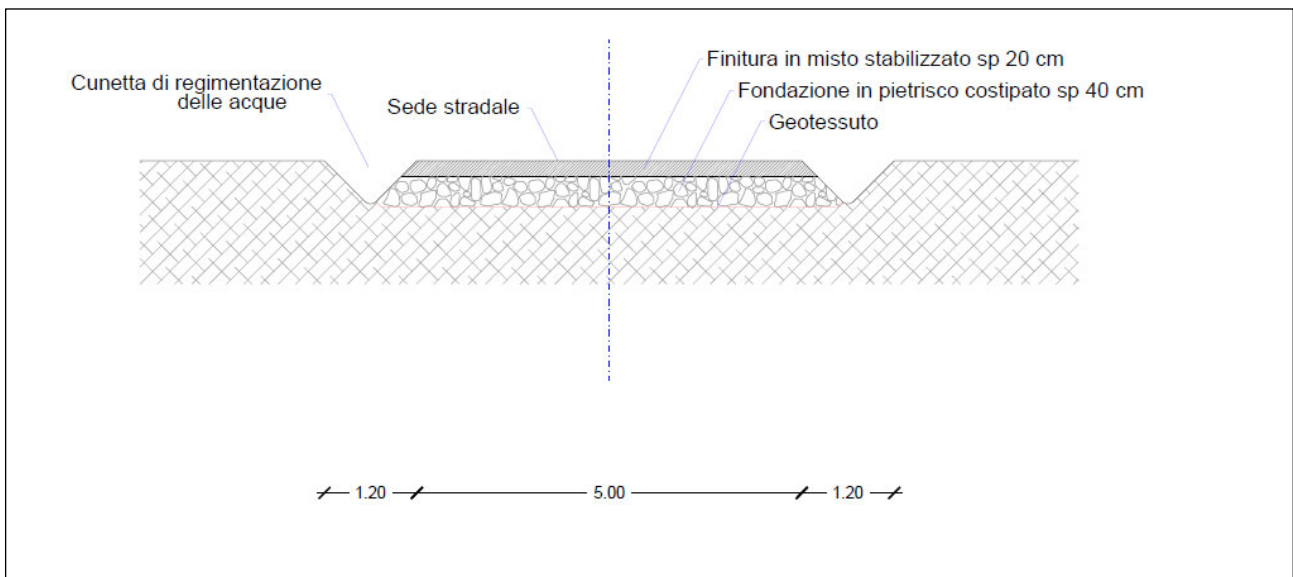 Finitura in misto stabilizzato sp 20 cm
Cunetta di regimentazione
delle acque
Fondazione in pietrisco costipato sp 40 cm
Sede stradale
Geotessuto
1.20
5.00
1.20